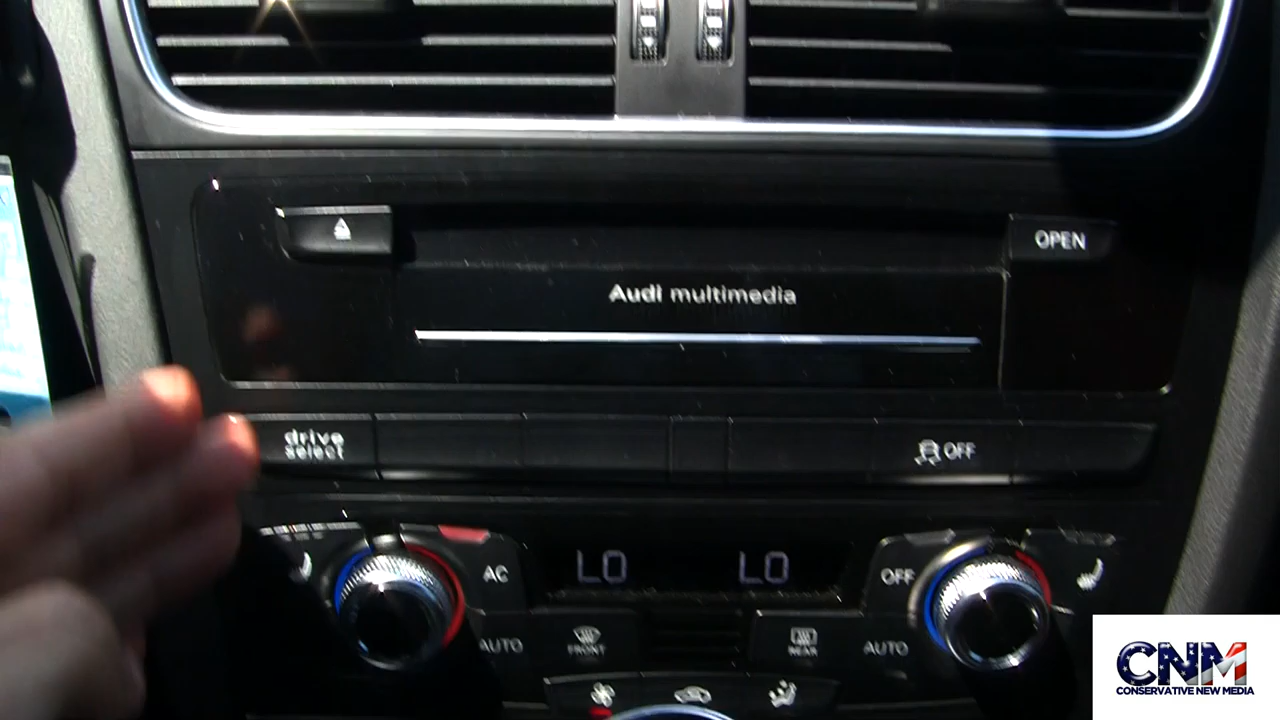 OPEN
Audi multimedia
drive
select
OFF
LO LO
AC
OFF
AUTO
FRONT
REAR
AUTO
CNM
CONSERVATIVE NEW MEDIA